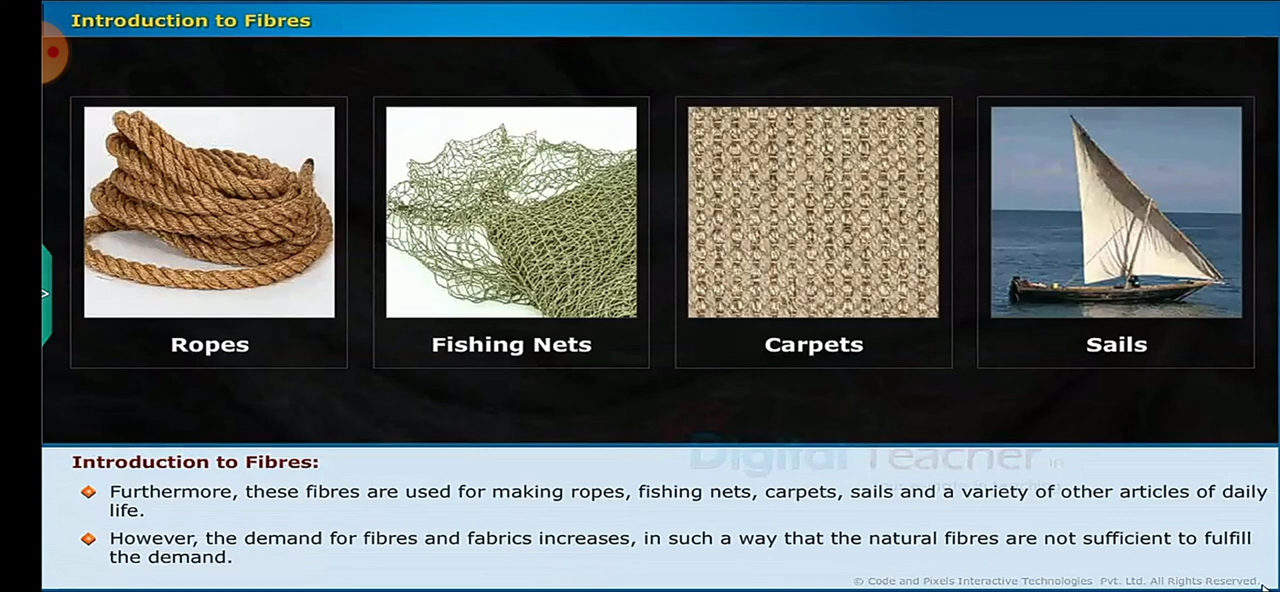 Introduction to Fibres
Ropes
Fishing Nets
Carpets
Sails
Digital Teacher in
Introduction to Fibres:
Furthermore, these fibres are used for making ropes, fishing nets, carpets, sails and a variety of other articles of daily
life.
However, the demand for fibres and fabrics increases, in such a way that the natural fibres are not sufficient to fulfill
the demand.
© Code and Pixels Interactive Technologies Pvt. Ltd. All Rights Reserved.